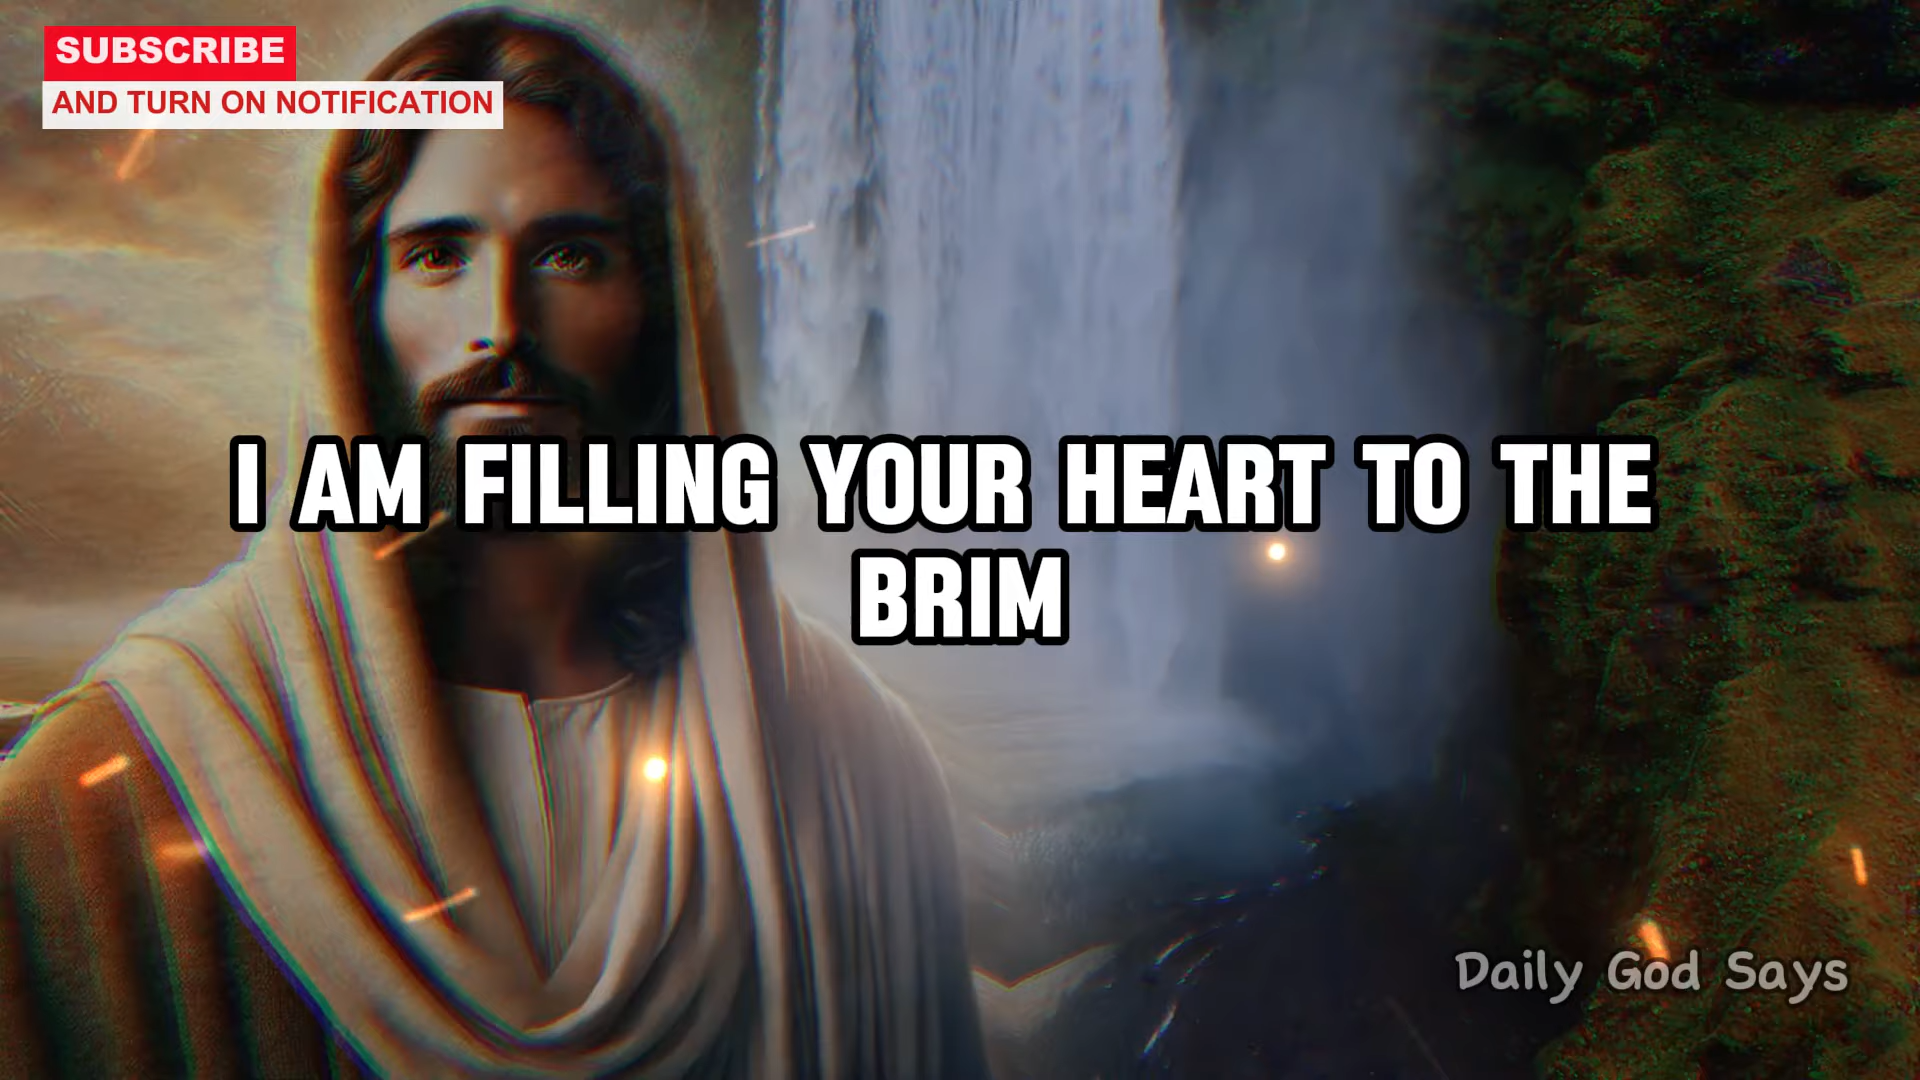 SUBSCRIBE
AND TURN ON NOTIFICATION
I AM FILLING YOUR HEART TO THE
BRIM
Daily God Says